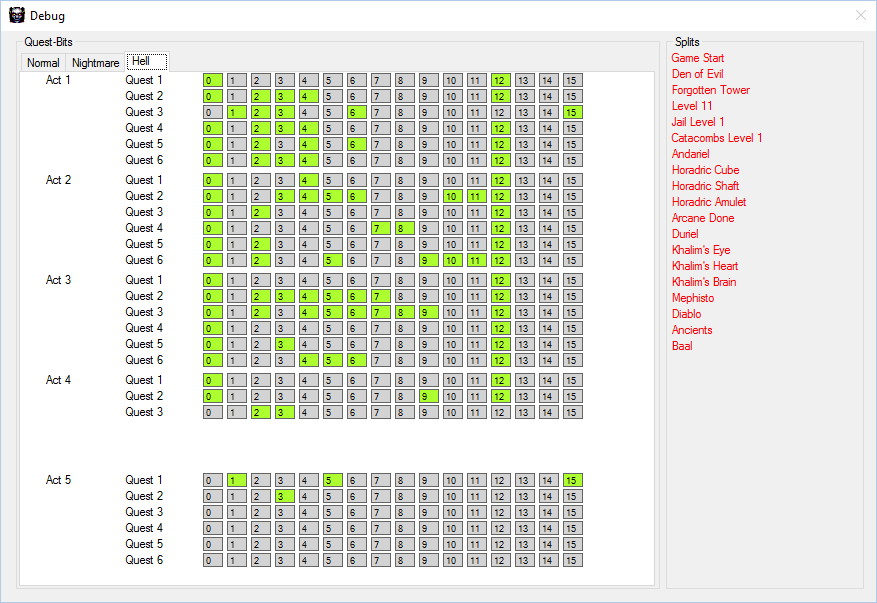 Debug
Quest-Bits
Normal Nightmare Hell
Act 1 Quest 1 0 1 2 3 4 5 6 7 8 9 10 11 12 13 14 15
Quest 2 0 1 2 3 4 5 6 7 8 9 10 11 12 13 14 15
Quest 3 0 1 2 3 4 5 6 7 8 9 10 11 12 13 14 15
Quest 4 0 1 2 3 4 5 6 7 8 9 10 11 12 13 14 15
Quest 5 0 1 2 3 4 5 6 7 8 9 10 11 12 13 14 15
Quest 6 0 1 2 3 4 5 6 7 8 9 10 11 12 13 14 15
Act 2 Quest 1 0 1 2 3 4 5 6 7 8 9 10 11 12 13 14 15
Quest 2 0 1 2 3 4 5 6 7 8 9 10 11 12 13 14 15
Quest 3 0 1 2 3 4 5 6 7 8 9 10 11 12 13 14 15
Quest 4 0 1 2 3 4 5 6 7 8 9 10 11 12 13 14 15
Quest 5 0 1 2 3 4 5 6 7 8 9 10 11 12 13 14 15
Quest 6 0 1 2 3 4 5 6 7 8 9 10 11 12 13 14 15
Act 3 Quest 1 0 1 2 3 4 5 6 7 8 9 10 11 12 13 14 15
Quest 2 0 1 2 3 4 5 6 7 8 9 10 11 12 13 14 15
Quest 3 0 1 2 3 4 5 6 7 8 9 10 11 12 13 14 15
Quest 4 0 1 2 3 4 5 6 7 8 9 10 11 12 13 14 15
Quest 5 0 1 2 3 4 5 6 7 8 9 10 11 12 13 14 15
Quest 6 0 1 2 3 4 5 6 7 8 9 10 11 12 13 14 15
Act 4 Quest 1 0 1 2 3 4 5 6 7 8 9 10 11 12 13 14 15
Quest 2 0 1 2 3 4 5 6 7 8 9 10 11 12 13 14 15
Quest 3 0 1 2 3 4 5 6 7 8 9 10 11 12 13 14 15
Act 5 Quest 1 0 1 2 3 4 5 6 7 8 9 10 11 12 13 14 15
Quest 2 0 1 2 3 4 5 6 7 8 9 10 11 12 13 14 15
Quest 3 0 1 2 3 4 5 6 7 8 9 10 11 12 13 14 15
Quest 4 0 1 2 3 4 5 6 7 8 9 10 11 12 13 14 15
Quest 5 0 1 2 3 4 5 6 7 8 9 10 11 12 13 14 15
Quest 6 0 1 2 3 4 5 6 7 8 9 10 11 12 13 14 15
Splits
Game Start
Den of Evil
Forgotten Tower
Level 11
Jail Level 1
Catacombs Level 1
Andariel
Horadric Cube
Horadric Shaft
Horadric Amulet
Arcane Done
Duriel
Khalim's Eye
Khalim's Heart
Khalim's Brain
Mephisto
Diablo
Ancients
Baal